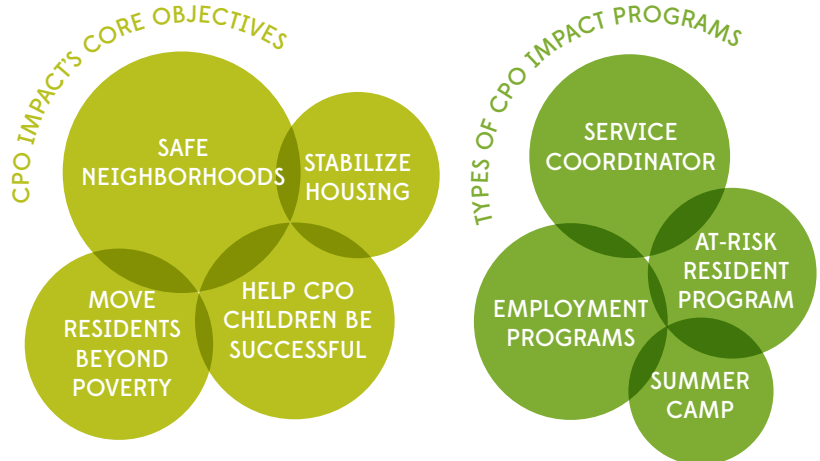 CPO IMPACT'S CORE OBJECTIVES
SAFE
NEIGHBORHOODS
STABILIZE
HOUSING
MOVE
RESIDENTS
BEYOND
POVERTY
HELP CPO
CHILDREN BE
SUCCESSFUL
TYPES OF CPO IMPACT PROGRAMS
SERVICE
COORDINATOR
AT-RISK
RESIDENT
PROGRAM
EMPLOYMENT
PROGRAMS
SUMMER
CAMP